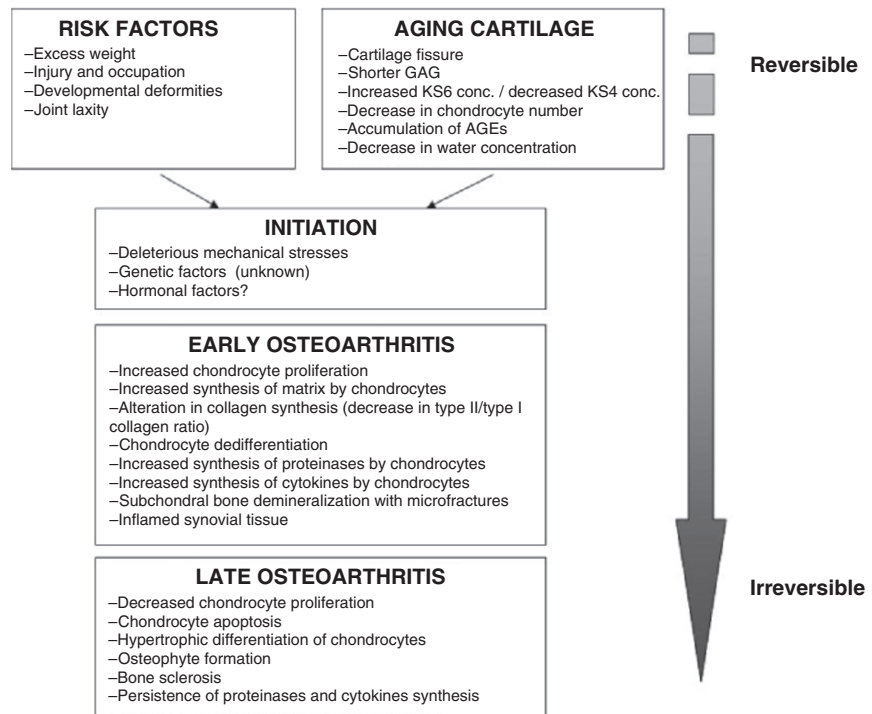 RISK FACTORS
–Excess weight
–Injury and occupation
–Developmental deformities
–Joint laxity
AGING CARTILAGE
–Cartilage fissure
–Shorter GAG
–Increased KS6 conc. / decreased KS4 conc.
–Decrease in chondrocyte number
–Accumulation of AGEs
–Decrease in water concentration
Reversible
INITIATION
–Deleterious mechanical stresses
–Genetic factors (unknown)
–Hormonal factors?
EARLY OSTEOARTHRITIS
–Increased chondrocyte proliferation
–Increased synthesis of matrix by chondrocytes
–Alteration in collagen synthesis (decrease in type II/type I
collagen ratio)
–Chondrocyte dedifferentiation
–Increased synthesis of proteinases by chondrocytes
–Increased synthesis of cytokines by chondrocytes
–Subchondral bone demineralization with microfractures
–Inflamed synovial tissue
LATE OSTEOARTHRITIS
–Decreased chondrocyte proliferation
–Chondrocyte apoptosis
–Hypertrophic differentiation of chondrocytes
–Osteophyte formation
–Bone sclerosis
–Persistence of proteinases and cytokines synthesis
Irreversible